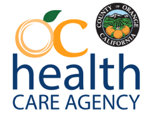 oc
COUNTY OF ORANGE
CALIFORNIA
health
CARE AGENCY